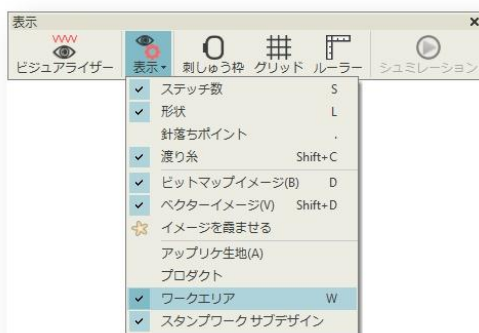 表示
ビジュアライザー 表示 刺しゅう枠 グリッド ルーラー シュミレーション
ステッチ数 S
形状 L
針落ちポイント .
渡り糸 Shift+C
ビットマップイメージ(B) D
ベクターイメージ(V) Shift+D
イメージを霞ませる
アップリケ生地(A)
プロダクト
ワークエリア W
スタンプワーク サブデザイン